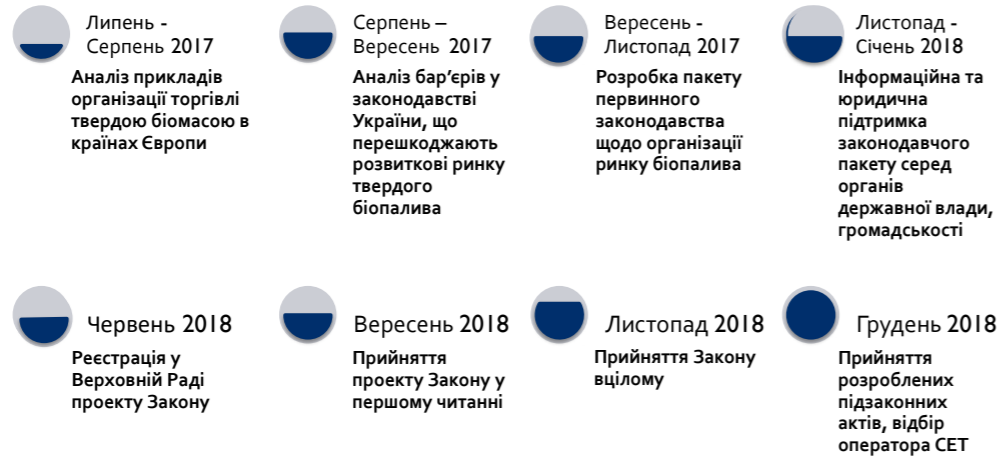 Липень -
Серпень 2017
Аналіз прикладів
організації торгівлі
твердою біомасою в
країнах Європи
Серпень –
Вересень 2017
Аналіз бар’єрів у
законодавстві
України, що
перешкоджають
розвиткові ринку
твердого
біопалива
Вересень -
Листопад 2017
Розробка пакету
первинного
законодавства
щодо організації
ринку біопалива
Листопад -
Січень 2018
Інформаційна та
юридична
підтримка
законодавчого
пакету серед
органів
державної влади,
громадськості
Червень 2018
Реєстрація у
Верховній Раді
проекту Закону
Вересень 2018
Прийняття
проекту Закону у
першому читанні
Листопад 2018
Прийняття Закону
вцілому
Грудень 2018
Прийняття
розроблених
підзаконних
актів, відбір
оператора СЕТ